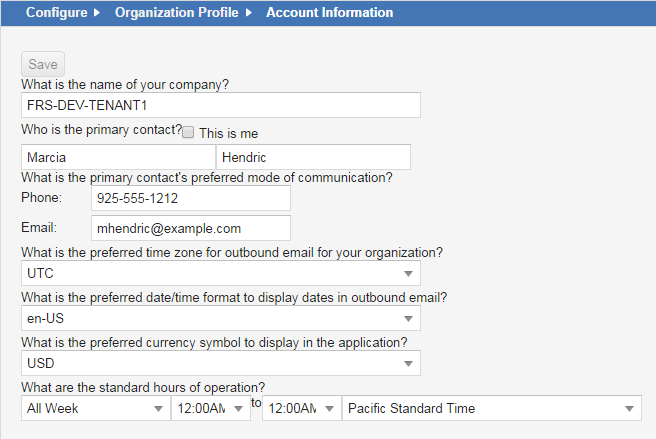 Configure Organization Profile Account Information
Save
What is the name of your company?
FRS-DEV-TENANT1
Who is the primary contact? This is me
Marcia Hendric
What is the primary contact's preferred mode of communication?
Phone: 925-555-1212
Email: mhendric@example.com
What is the preferred time zone for outbound email for your organization?
UTC
What is the preferred date/time format to display dates in outbound email?
en-US
What is the preferred currency symbol to display in the application?
USD
What are the standard hours of operation?
All Week 12:00AM to 12:00AM Pacific Standard Time